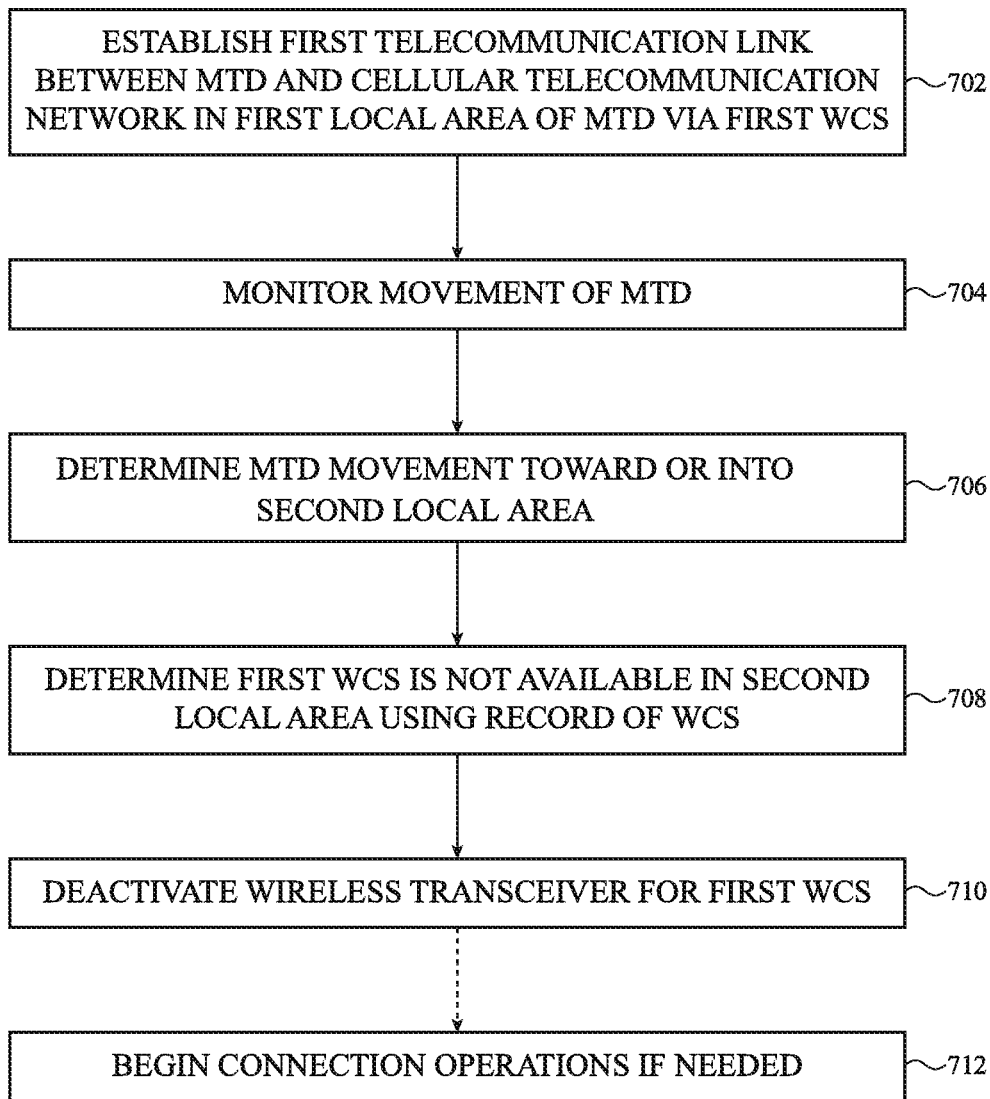 ESTABLISH FIRST TELECOMMUNICATION LINK
BETWEEN MTD AND CELLULAR TELECOMMUNICATION
NETWORK IN FIRST LOCAL AREA OF MTD VIA FIRST WCS
702
MONITOR MOVEMENT OF MTD
704
DETERMINE MTD MOVEMENT TOWARD OR INTO
SECOND LOCAL AREA
706
DETERMINE FIRST WCS IS NOT AVAILABLE IN SECOND
LOCAL AREA USING RECORD OF WCS
708
DEACTIVATE WIRELESS TRANSCEIVER FOR FIRST WCS
710
BEGIN CONNECTION OPERATIONS IF NEEDED
712